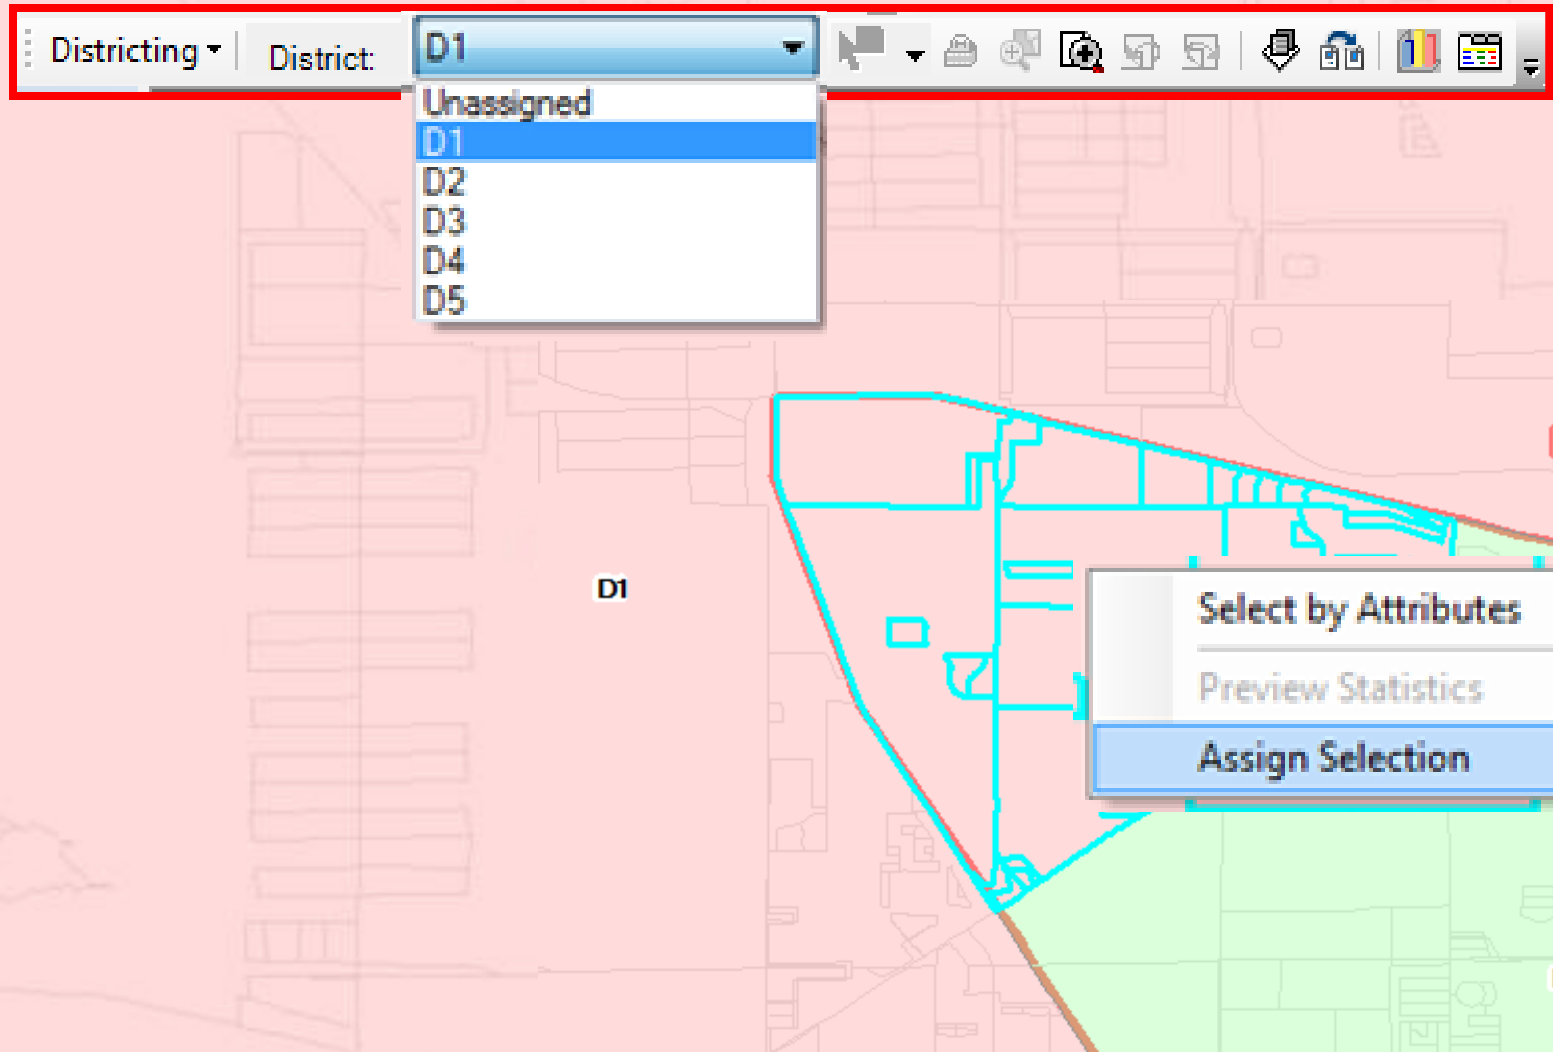 Districting District: D1
Unassigned
D1
D2
D3
D4
D5
D1
Select by Attributes
Preview Statistics
Assign Selection